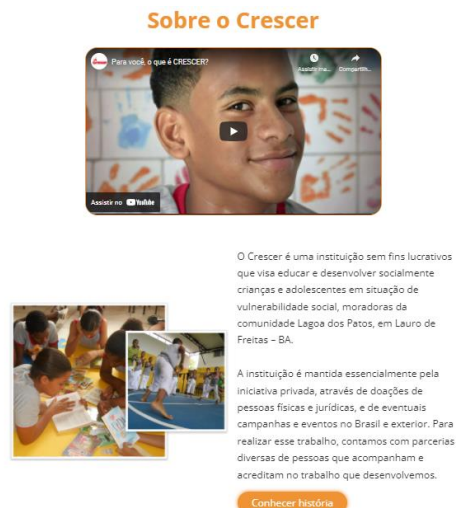 Sobre o Crescer
Para você, o que é CRESCER?
Assistir ma...
Compartilh...
Assistir no YouTube
O Crescer é uma instituição sem fins lucrativos
que visa educar e desenvolver socialmente
crianças e adolescentes em situação de
vulnerabilidade social, moradoras da
comunidade Lagoa dos Patos, em Lauro de
Freitas – BA.
A instituição é mantida essencialmente pela
iniciativa privada, através de doações de
pessoas físicas e jurídicas, e de eventuais
campanhas e eventos no Brasil e exterior. Para
realizar esse trabalho, contamos com parcerias
diversas de pessoas que acompanham e
acreditam no trabalho que desenvolvemos.
Conhecer história